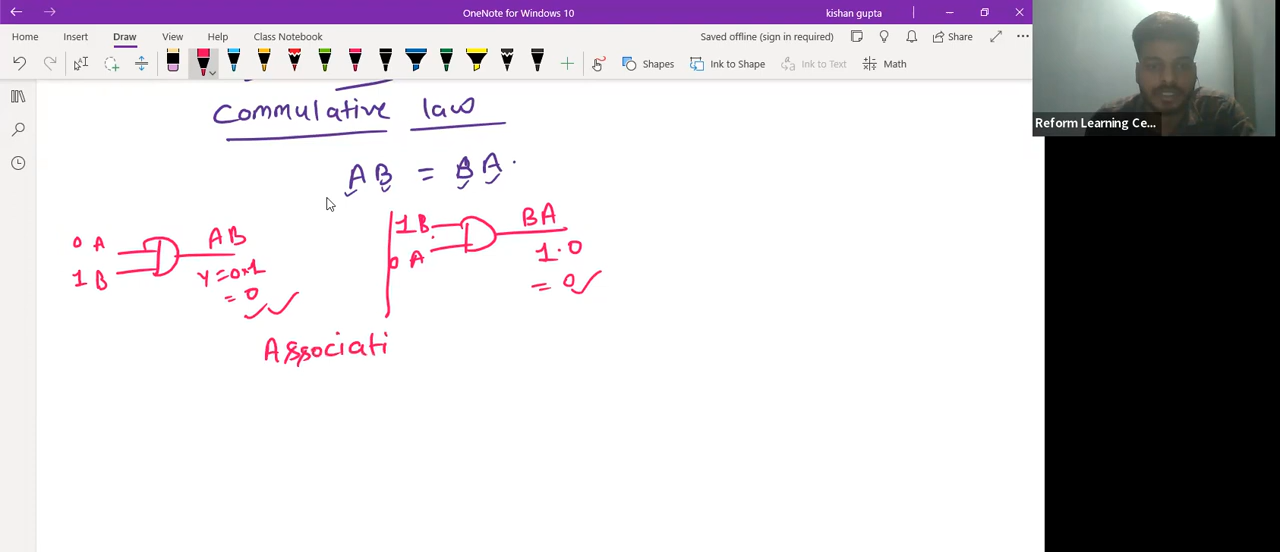 OneNote for Windows 10
kishan gupta
Home Insert Draw View Help Class Notebook
Saved offline (sign in required)
Share
Shapes Ink to Shape Ink to Text Math
Reform Learning Ce...
Commulative law
AB = BA.
0 A
1 B
AB
Y = 0×1
= 0
1 B
0 A
BA
1.0
= 0
Associati